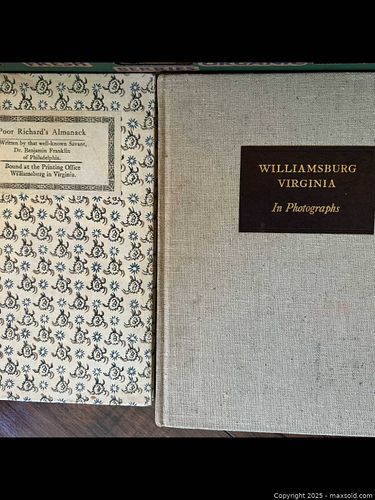 BERRIES
Poor Richard's Almanack
Written by that well-known Savant,
Dr. Benjamin Franklin
of Philadelphia.
Bound at the Printing Office
Williamsburg in Virginia.
WILLIAMSBURG
VIRGINIA
In Photographs
Copyright © 2025 - maxsold.com